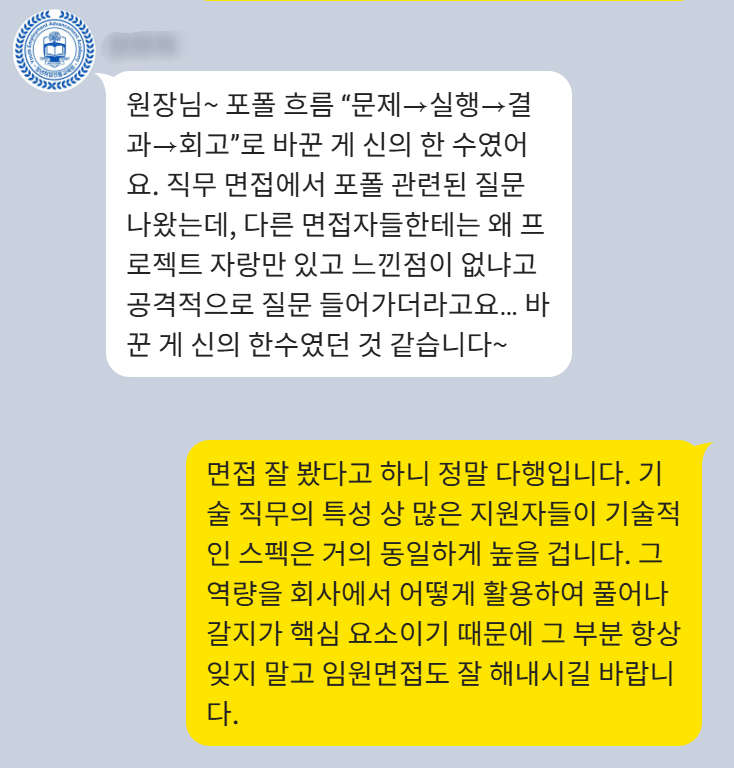 원장님~ 포폴 흐름 “문제→실행→결
과→회고”로 바꾼 게 신의 한 수였어
요. 직무 면접에서 포폴 관련된 질문
나왔는데, 다른 면접자들한테는 왜 프
로젝트 자랑만 있고 느낀점이 없냐고
공격적으로 질문 들어가더라고요... 바
꾼 게 신의 한수였던 것 같습니다~
면접 잘 봤다고 하니 정말 다행입니다. 기
술 직무의 특성 상 많은 지원자들이 기술적
인 스펙은 거의 동일하게 높을 겁니다. 그
역량을 회사에서 어떻게 활용하여 풀어나
갈지가 핵심 요소이기 때문에 그 부분 항상
잊지 말고 임원면접도 잘 해내시길 바랍니
다.